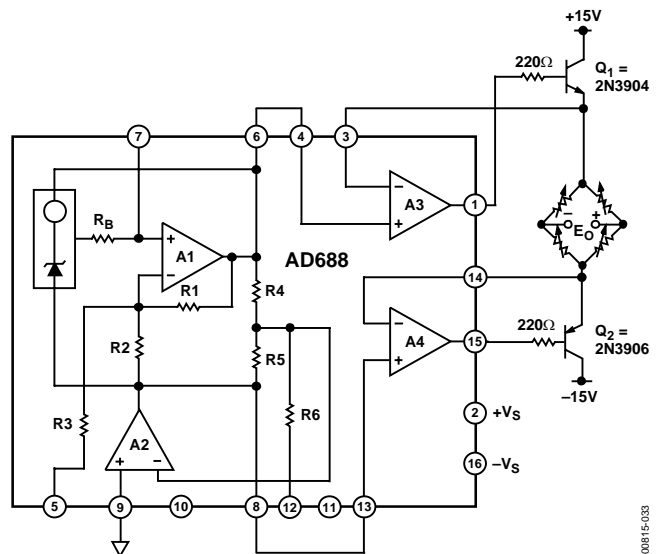 +15V
220Ω
Q1 =
2N3904
7
6
4
3
RB
A1
+
−
R1
A3
−
+
1
AD688
R4
R2
R5
R3
R6
A2
+
−
− EO +
14
A4
−
+
15
220Ω
Q2 =
2N3906
−15V
2 +VS
16 −VS
5
9
10
8
12
11
13
00815-033